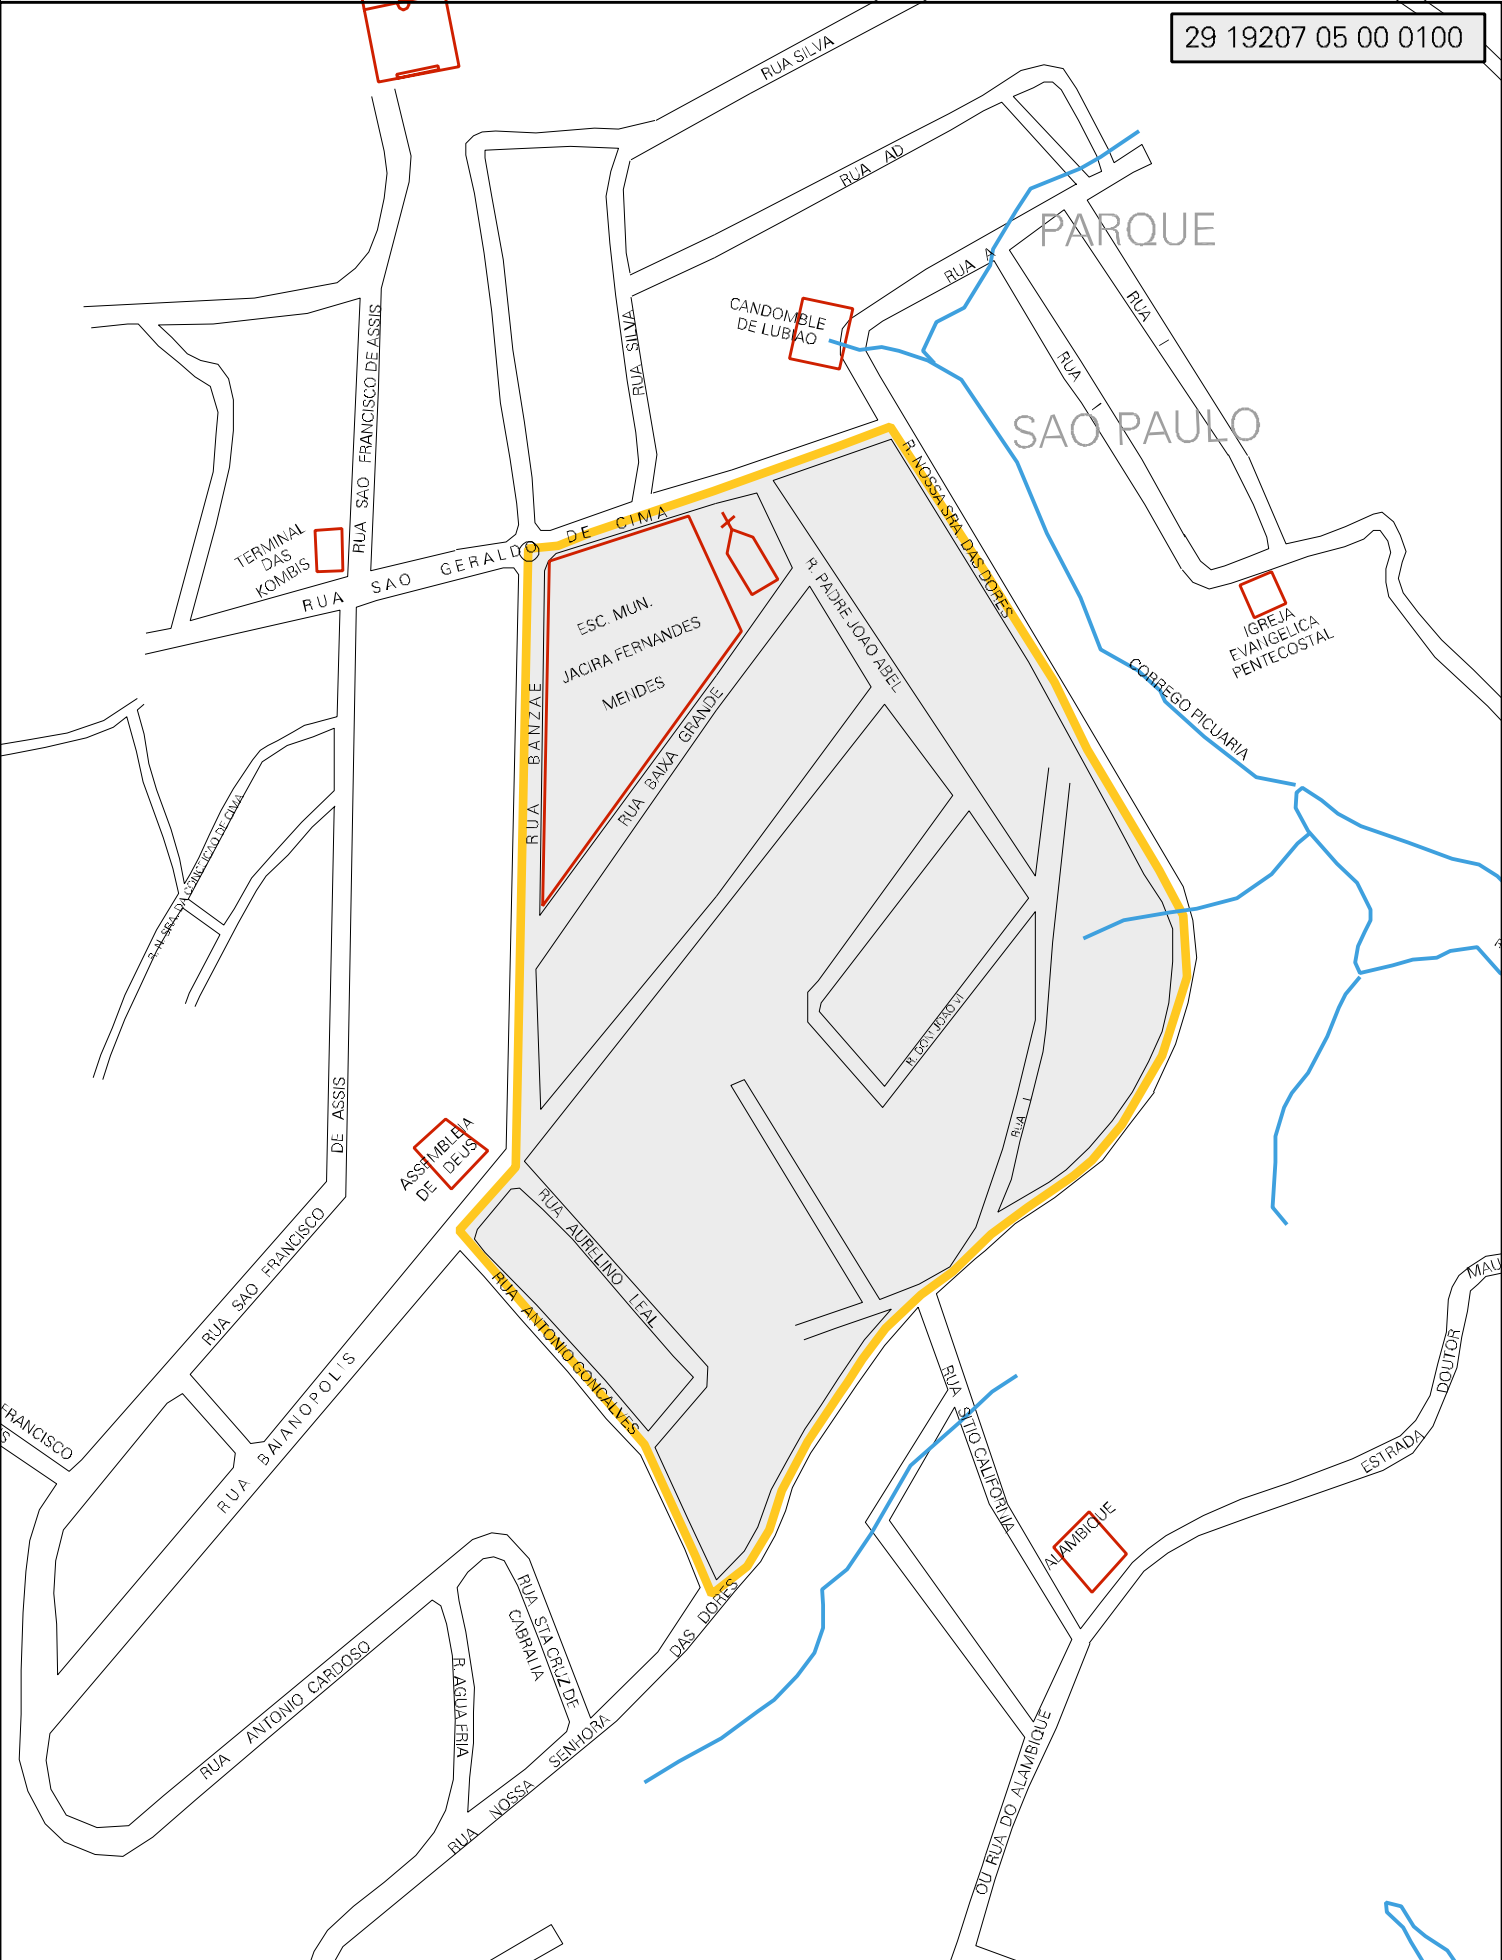 29 19207 05 00 0100
RUA SILVA
RUA AD
PARQUE
RUA A
CANDOMBLE
DE LUBIAO
RUA I
RUA SILVA
RUA SAO FRANCISCO DE ASSIS
RUA I
SAO PAULO
R. NOSSA SRA. DAS DORES
TERMINAL
DAS
KOMBIS
RUA SAO GERALDO DE CIMA
R. PADRE JOAO ABEL
ESC. MUN.
JACIRA FERNANDES
MENDES
IGREJA
EVANGELICA
PENTECOSTAL
CORREGO PICUARIA
RUA BANZAE
RUA BAIXA GRANDE
R. N. SRA. DA CONCEICAO DE CIMA
R. DOM JOAO VI
RUA I
DE ASSIS
ASSEMBLEIA
DE DEUS
RUA SAO FRANCISCO
RUA AURELINO LEAL
RUA ANTONIO GONCALVES
MAU
DOUTOR
ESTRADA
RUA BAIANOPOLIS
FRANCISCO
S
RUA SITIO CALIFORNIA
ALAMBIQUE
RUA STA CRUZ DE
CABRALIA
DAS DORES
RUA ANTONIO CARDOSO
R. AGUA FRIA
RUA NOSSA SENHORA
OU RUA DO ALAMBIQUE